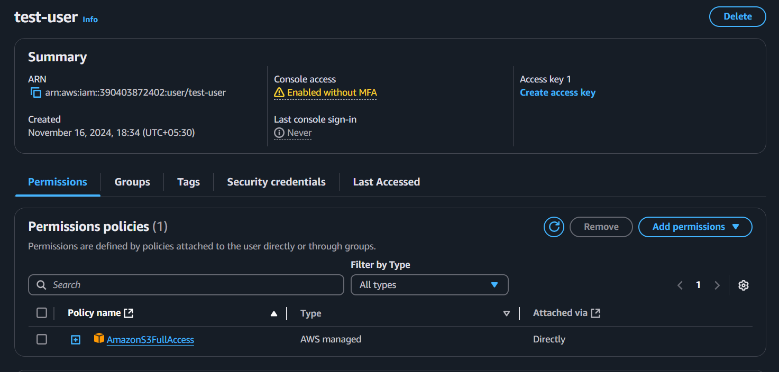 test-user Info
Delete
Summary
ARN
arn:aws:iam::390403872402:user/test-user
Console access
Enabled without MFA
Access key 1
Create access key
Created
November 16, 2024, 18:34 (UTC+05:30)
Last console sign-in
Never
Permissions Groups Tags Security credentials Last Accessed
Permissions policies (1)
Remove
Add permissions
Permissions are defined by policies attached to the user directly or through groups.
Filter by Type
Search
All types
1
Policy name Type Attached via
AmazonS3FullAccess AWS managed Directly